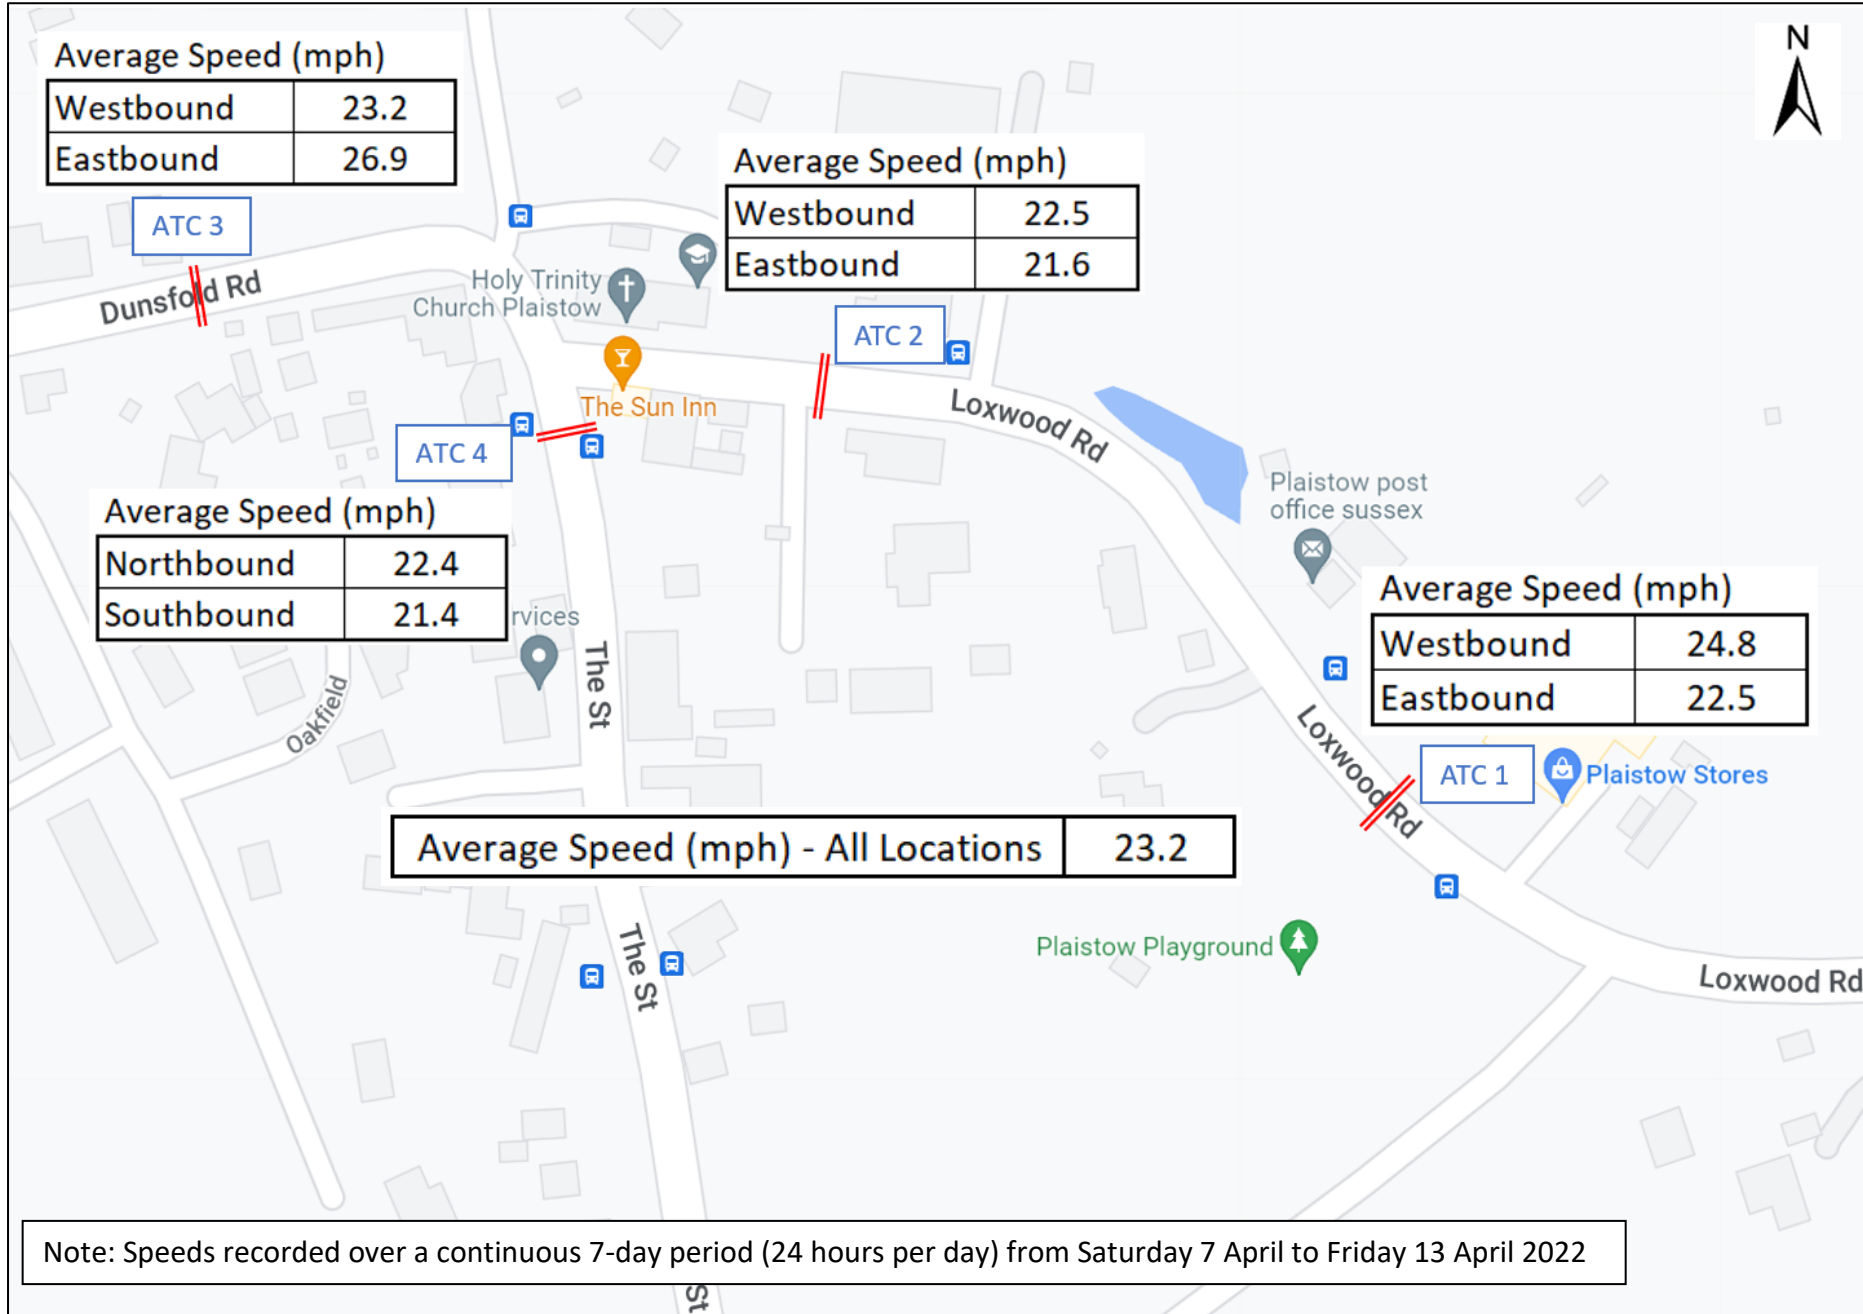 N
Average Speed (mph)
Westbound 23.2
Eastbound 26.9
ATC 3
Dunsfold Rd
Average Speed (mph)
Westbound 22.5
Eastbound 21.6
ATC 2
Holy Trinity
Church Plaistow
The Sun Inn
Loxwood Rd
ATC 4
Average Speed (mph)
Northbound 22.4
Southbound 21.4
rvices
The St
Oakfield
Plaistow post
office sussex
Average Speed (mph)
Westbound 24.8
Eastbound 22.5
ATC 1
Plaistow Stores
Loxwood Rd
Average Speed (mph) - All Locations 23.2
The St
Plaistow Playground
Loxwood Rd
Note: Speeds recorded over a continuous 7-day period (24 hours per day) from Saturday 7 April to Friday 13 April 2022
St